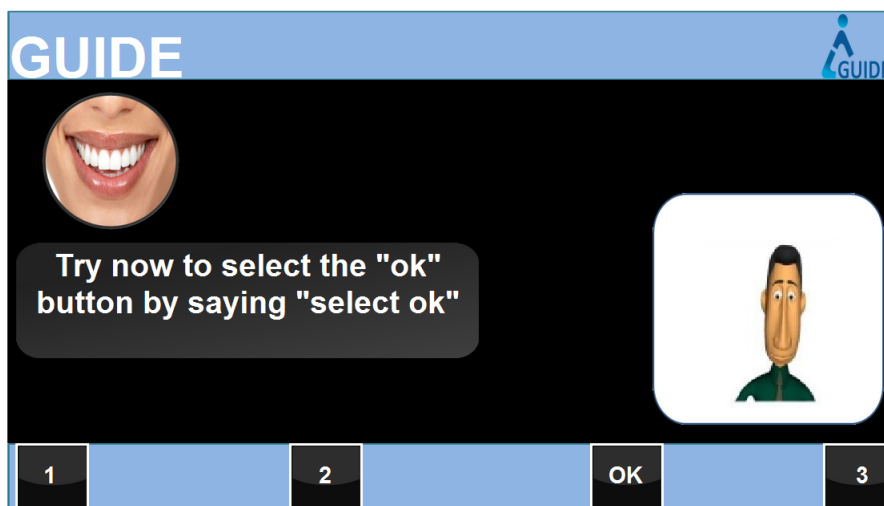 GUIDE
GUIDE
Try now to select the "ok"
button by saying "select ok"
1
2
OK
3